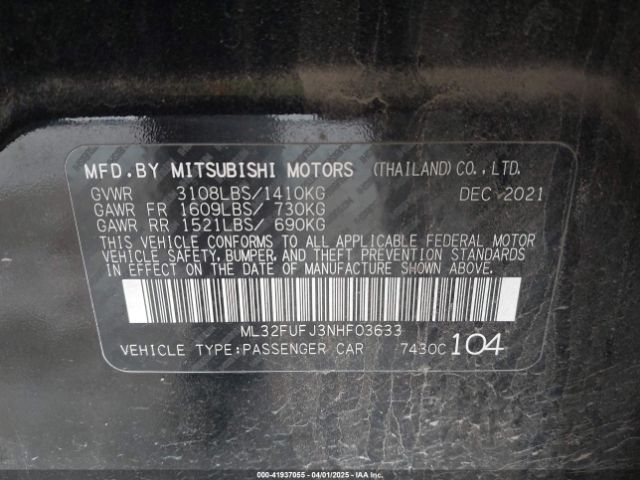 MFD. BY MITSUBISHI MOTORS (THAILAND) CO., LTD.
GVWR 3108LBS/1410KG DEC 2021
GAWR FR 1609LBS/ 730KG
GAWR RR 1521LBS/ 690KG
THIS VEHICLE CONFORMS TO ALL APPLICABLE FEDERAL MOTOR
VEHICLE SAFETY, BUMPER, AND THEFT PREVENTION STANDARDS
IN EFFECT ON THE DATE OF MANUFACTURE SHOWN ABOVE.
ML32FUFJ3NHF03633
VEHICLE TYPE:PASSENGER CAR 7430C 104
00-41937055 04/01/2025 IAA, Inc.